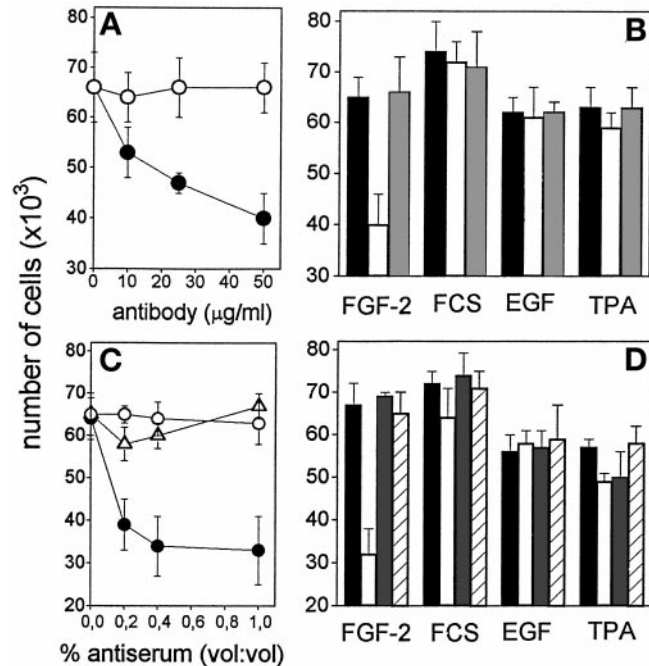 number of cells (x10³)
A
80
70
60
50
40
30
0 10 20 30 40 50
antibody (μg/ml)
B
80
70
60
50
40
30
FGF-2 FCS EGF TPA
C
80
70
60
50
40
30
20
0,0 0,2 0,4 0,6 0,8 1,0
% antiserum (vol:vol)
D
80
70
60
50
40
30
20
FGF-2 FCS EGF TPA